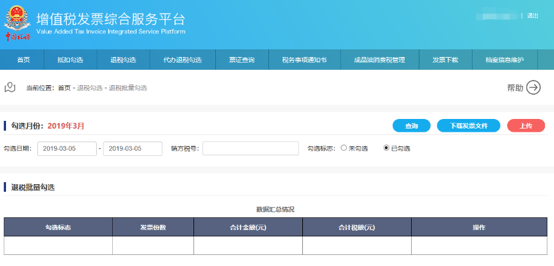 增值税发票综合服务平台
Value Added Tax Invoice Integrated Service Platform
中国税务
| 退出
首页 抵扣勾选 退税勾选 代办退税勾选 票证查询 税务事项通知书 成品油消费税管理 发票下载 档案信息维护
当前位置：首页 - 退税勾选 - 退税批量勾选 帮助
勾选月份：2019年3月 查询 下载发票文件 上传
勾选日期： 2019-03-05 - 2019-03-05 销方税号： 勾选标志： 未勾选 已勾选
退税批量勾选
数据汇总情况
勾选标志 发票份数 合计金额(元) 合计税额(元) 操作